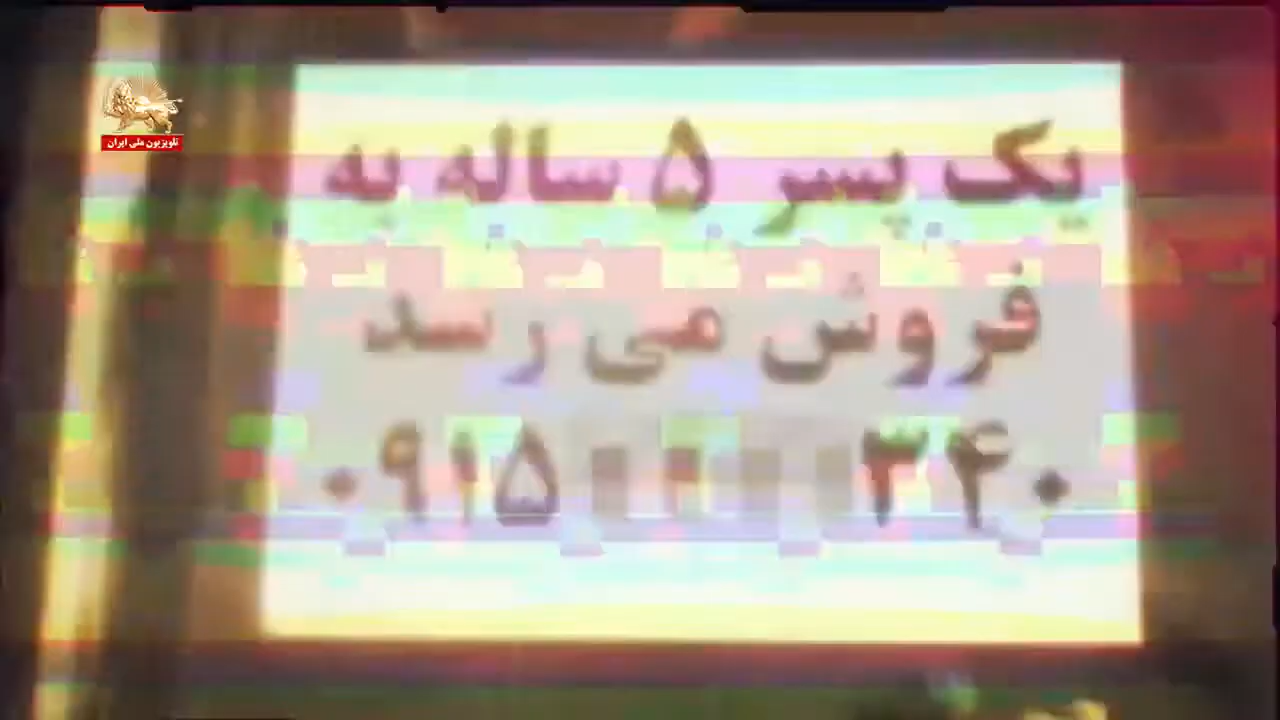 تلویزیون ملی ایران
یک پسر ۵ ساله به
فروش می رسد
۰۹۱۵ ۳۴۰